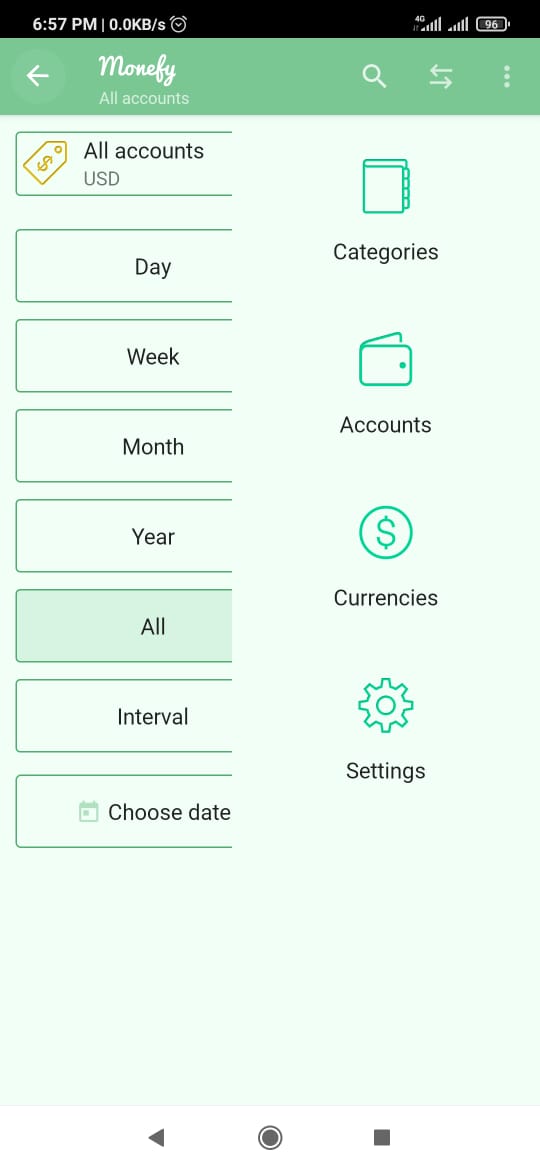 6:57 PM | 0.0KB/s
4G
96
Monefy
All accounts
All accounts
USD
Day
Week
Month
Year
All
Interval
Choose date
Categories
Accounts
Currencies
Settings